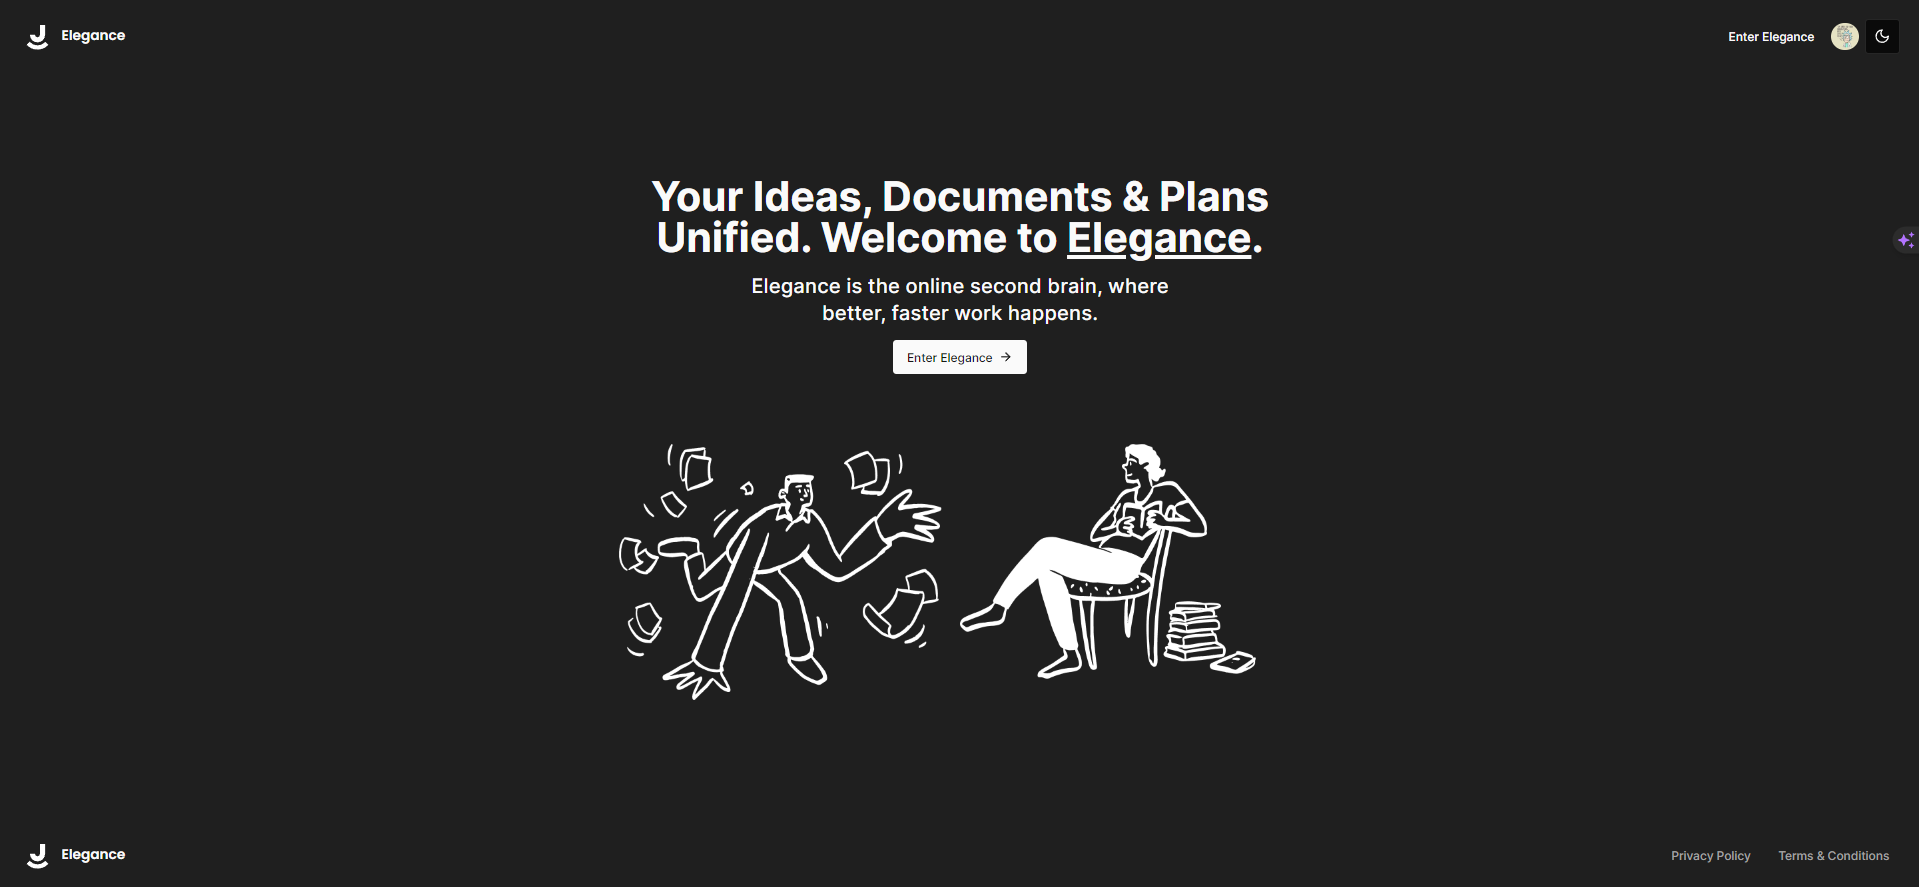 Elegance
Enter Elegance
Your Ideas, Documents & Plans
Unified. Welcome to Elegance.
Elegance is the online second brain, where
better, faster work happens.
Enter Elegance
Elegance
Privacy Policy
Terms & Conditions